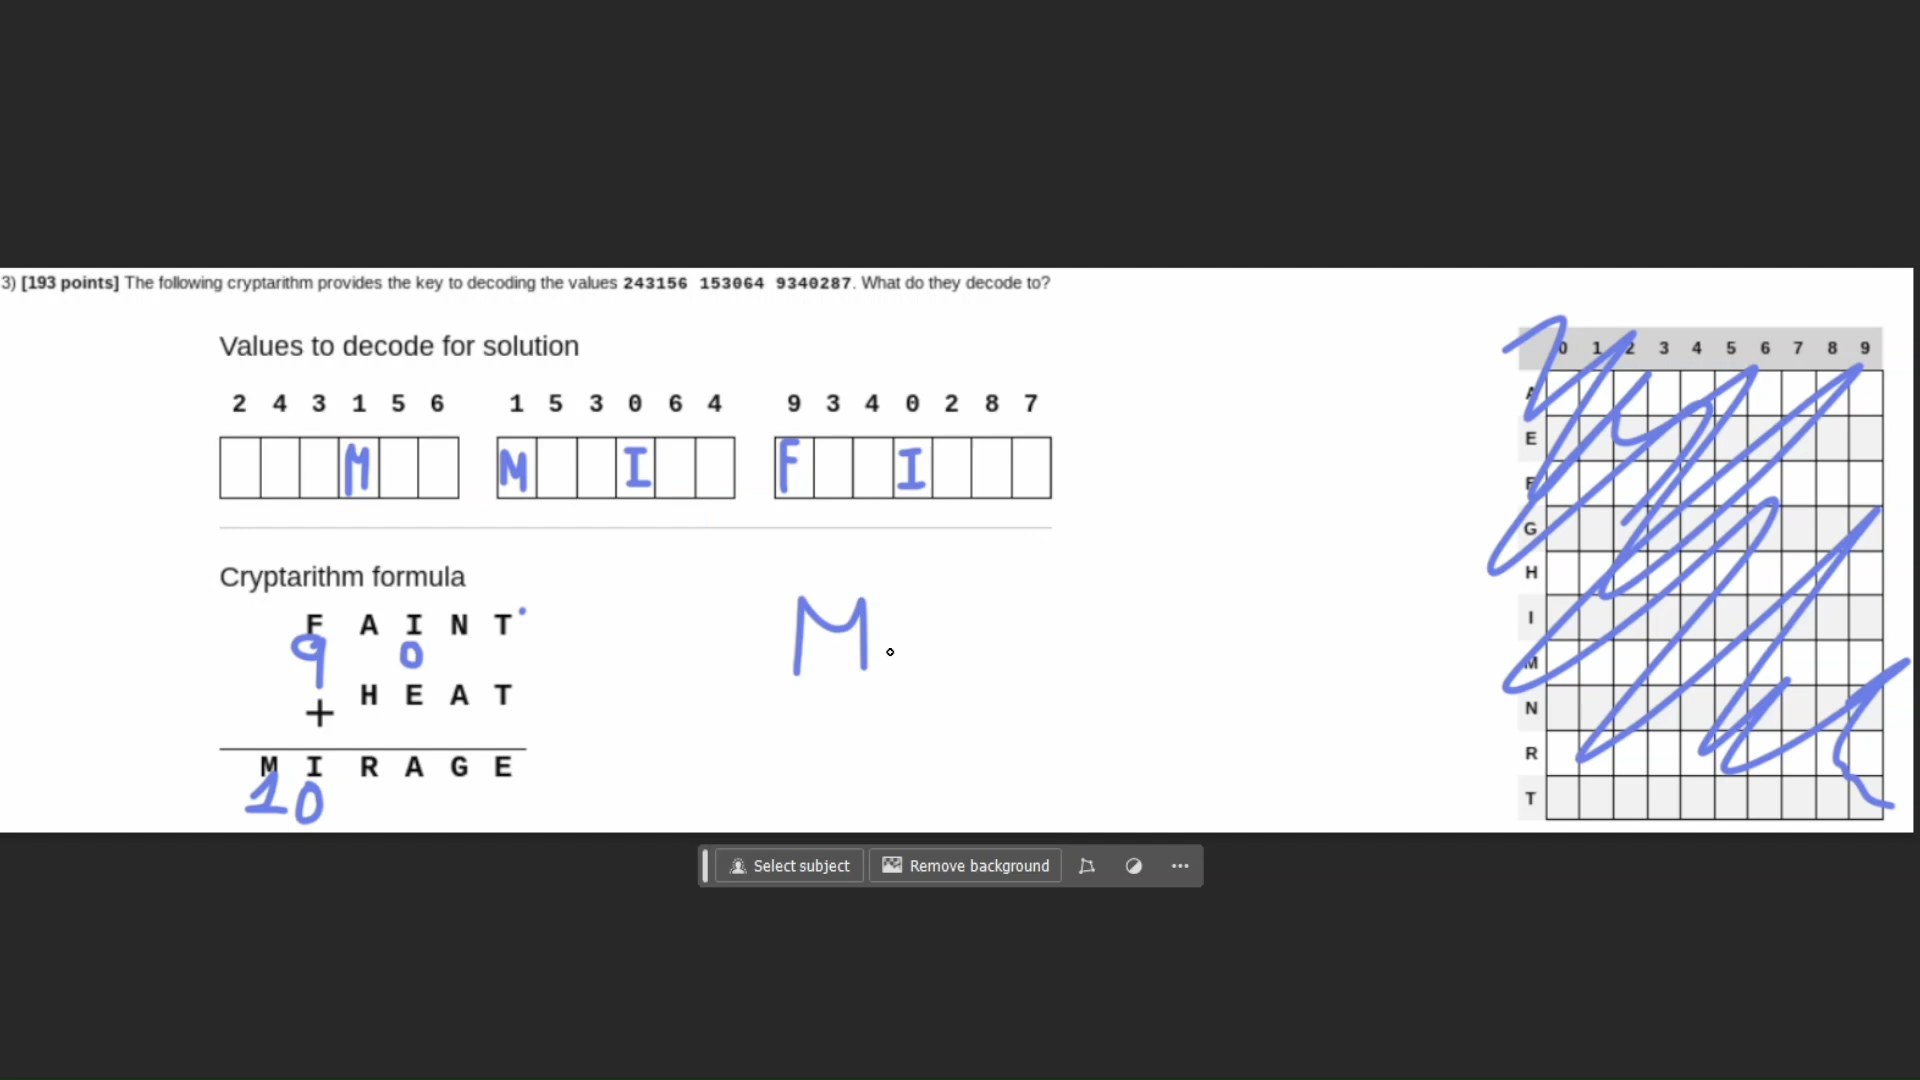 3) [193 points] The following cryptarithm provides the key to decoding the values 243156 153064 9340287. What do they decode to?
Values to decode for solution
2 4 3 1 5 6 1 5 3 0 6 4 9 3 4 0 2 8 7
M M I F I
Cryptarithm formula
F A I N T
9 0
H E A T
+
M I R A G E
1 0
M
0 1 2 3 4 5 6 7 8 9
A
E
F
G
H
I
M
N
R
T
Select subject Remove background